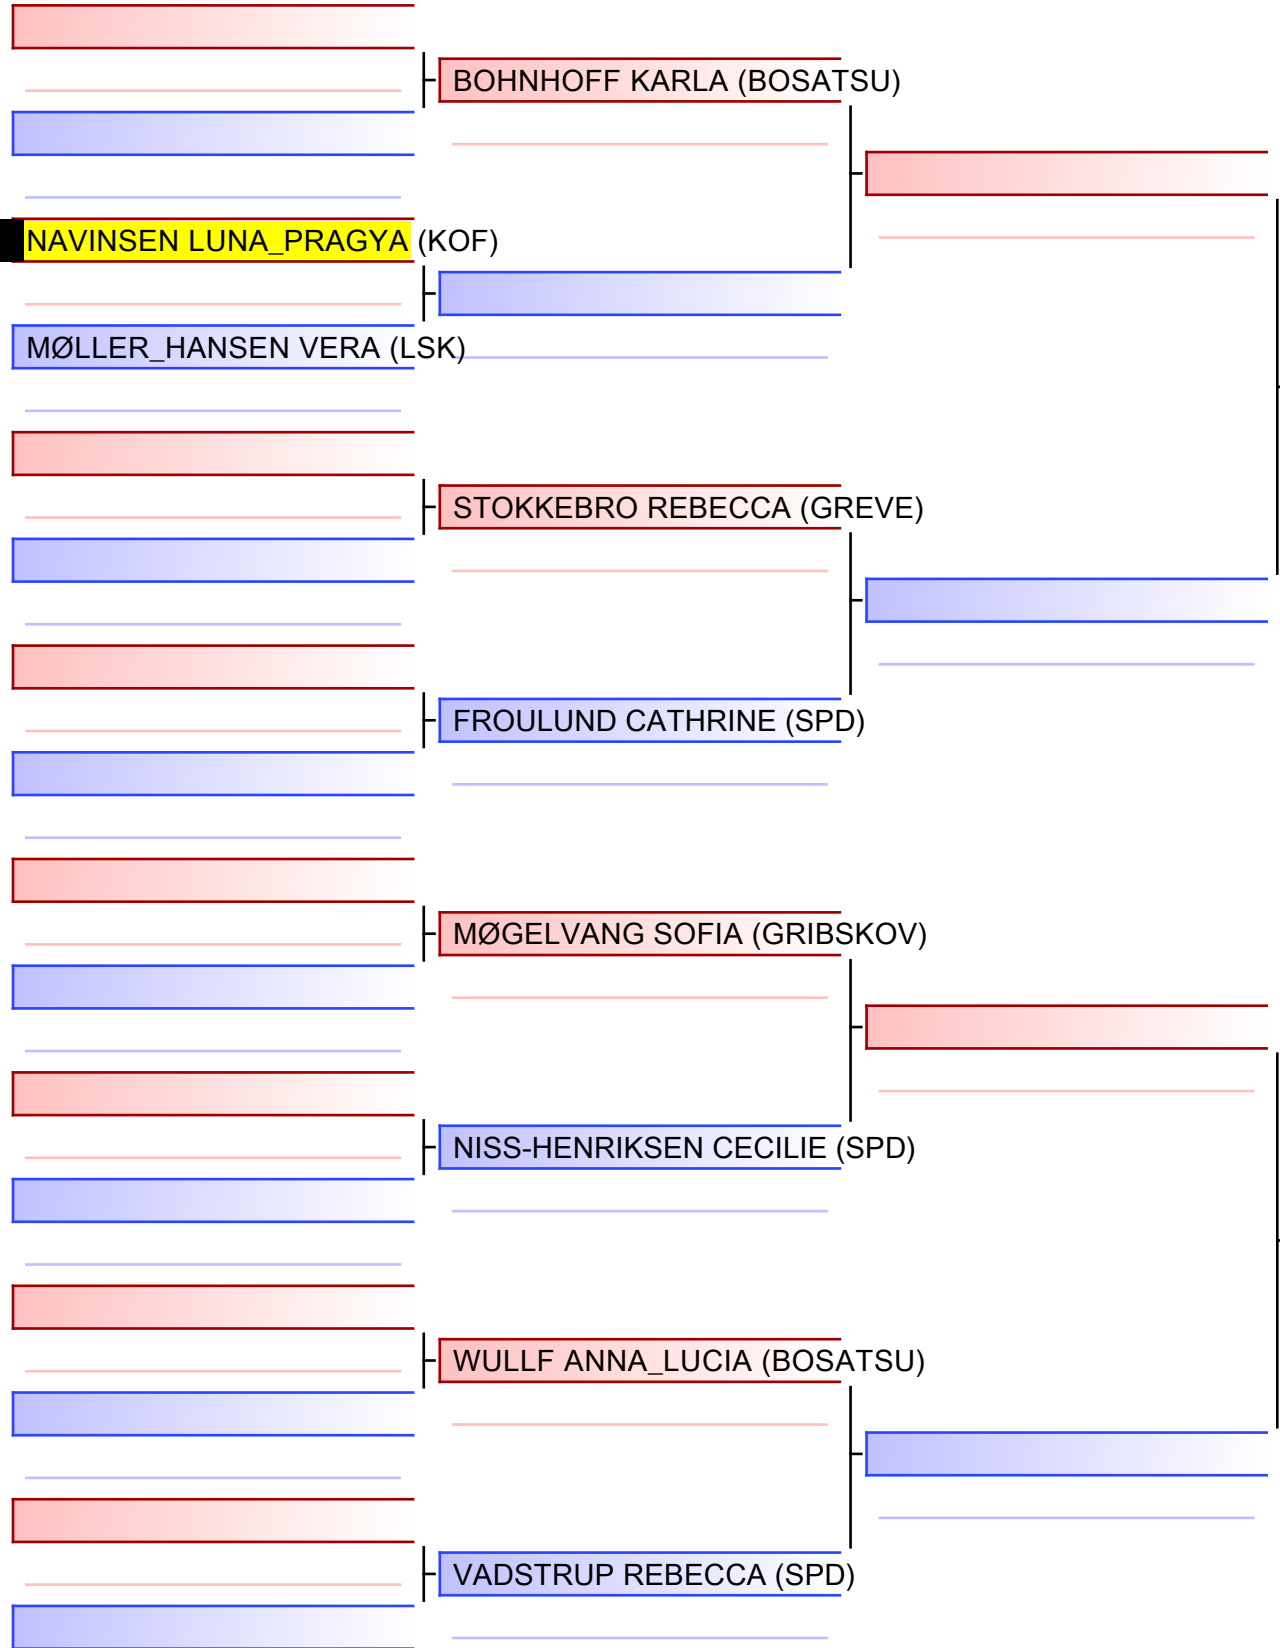 BOHNHOFF KARLA (BOSATSU)
NAVINSEN LUNA_PRAGYA (KOF)
MØLLER_HANSEN VERA (LSK)
STOKKEBRO REBECCA (GREVE)
FROULUND CATHRINE (SPD)
MØGELVANG SOFIA (GRIBSKOV)
NISS-HENRIKSEN CECILIE (SPD)
WULLF ANNA_LUCIA (BOSATSU)
VADSTRUP REBECCA (SPD)